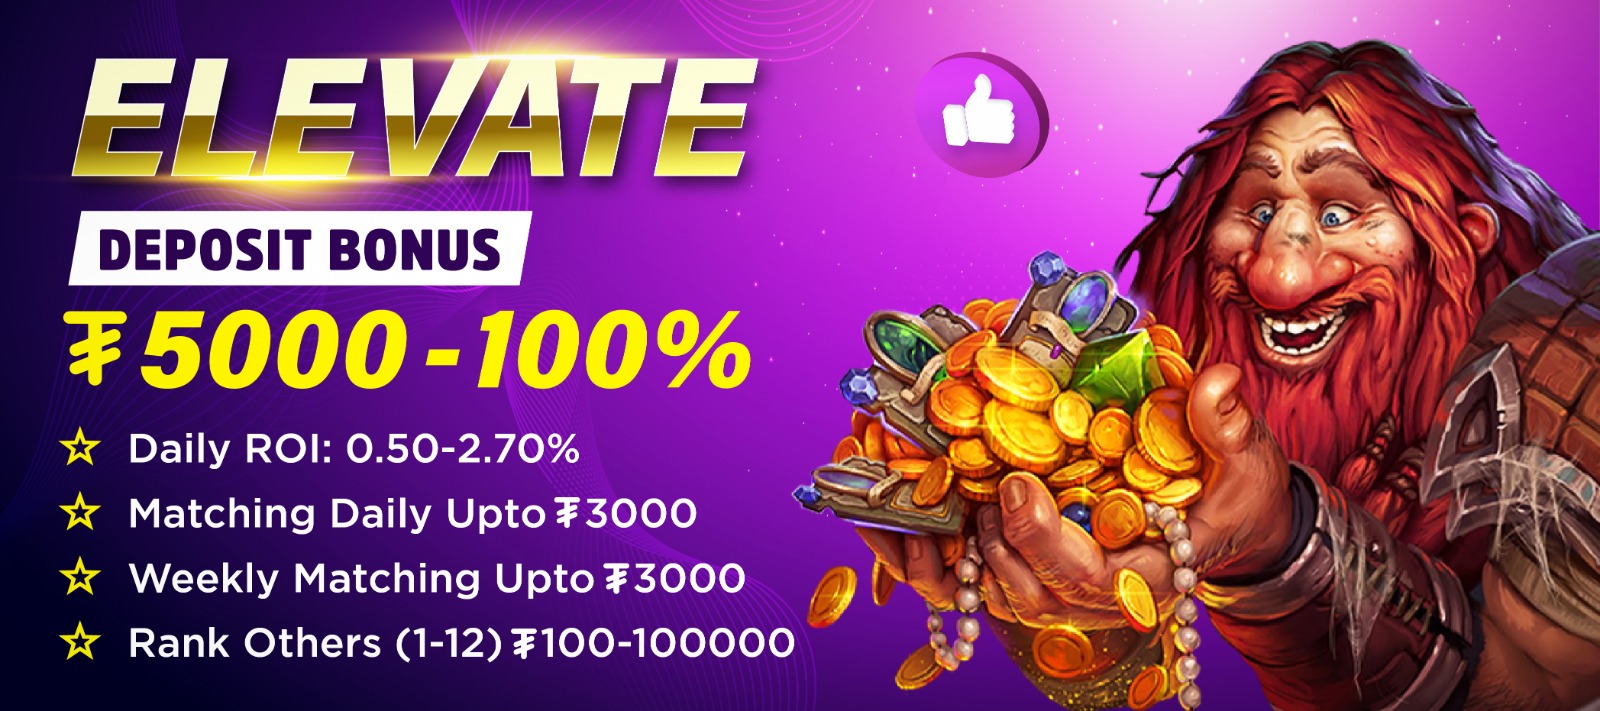 ELEVATE
DEPOSIT BONUS
₮5000-100%
Daily ROI: 0.50-2.70%
Matching Daily Upto ₮3000
Weekly Matching Upto ₮3000
Rank Others (1-12) ₮100-100000